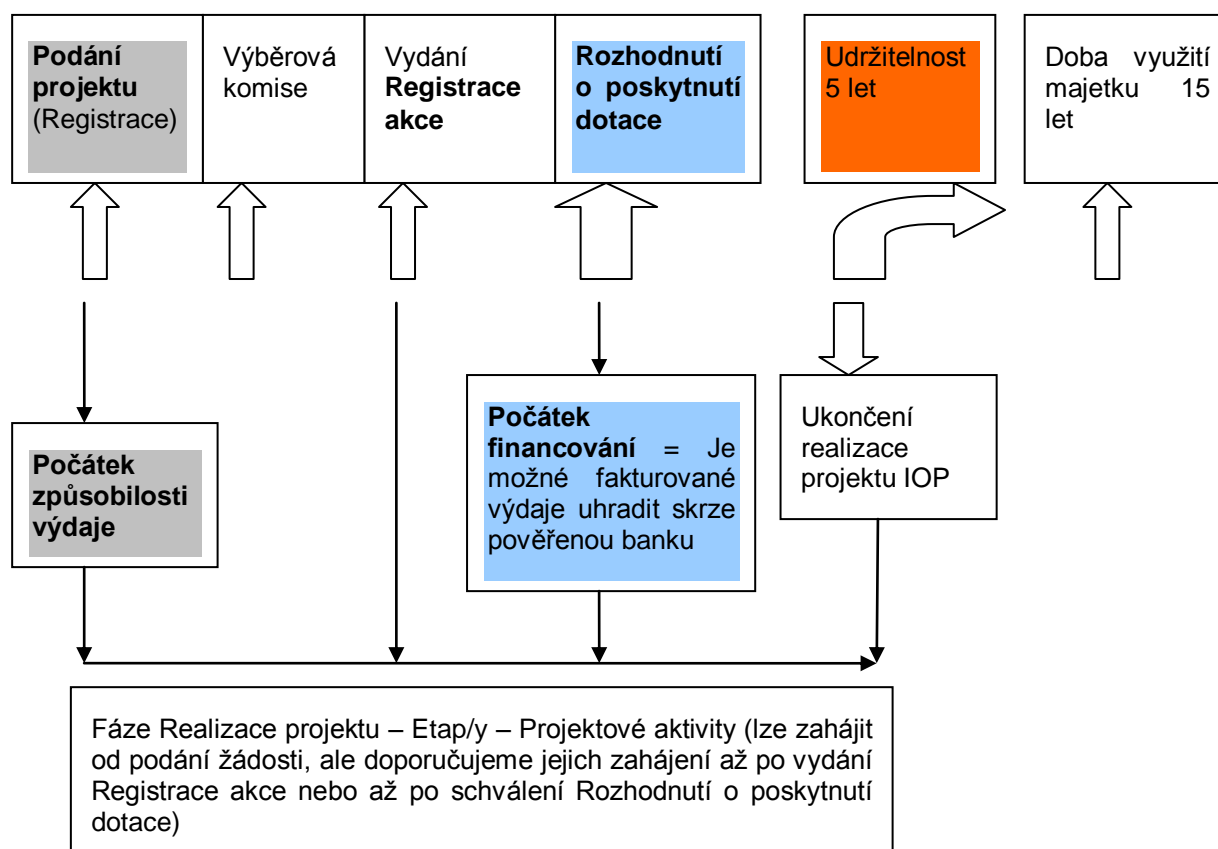 Podání
projektu
(Registrace)
Výběrová
komise
Vydání
Registrace
akce
Rozhodnutí
o poskytnutí
dotace
Udržitelnost
5 let
Doba využití
majetku 15
let
Počátek
způsobilosti
výdaje
Počátek
financování = Je
možné fakturované
výdaje uhradit skrze
pověřenou banku
Ukončení
realizace
projektu IOP
Fáze Realizace projektu – Etap/y – Projektové aktivity (lze zahájit
od podání žádosti, ale doporučujeme jejich zahájení až po vydání
Registrace akce nebo až po schválení Rozhodnutí o poskytnutí
dotace)